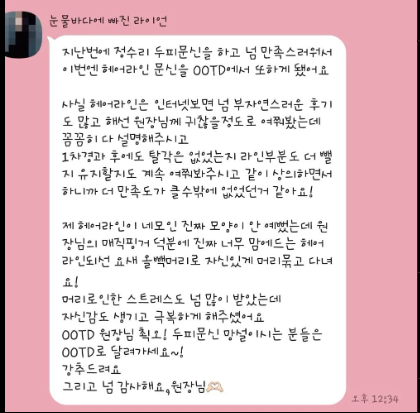 눈물바다에 빠진 라이언
지난번에 정수리 두피문신을 하고 넘 만족스러워서
이번엔 헤어라인 문신을 OOTD에서 또하게 됐어요
사실 헤어라인은 인터넷보면 넘 부자연스러운 후기
도 많고 해선 원장님께 귀찮을정도로 여쭤봤는데
꼼꼼히 다 설명해주시고
1차경과 후에도 탈각은 없었는지 라인부분도 더 뺄
지 유지할지도 계속 여쭤봐주시고 같이 상의하면서
하니까 더 만족도가 클수밖에 없었던거 같아요!
제 헤어라인이 네모인 진짜 모양이 안 예뻤는데 원
장님의 매직핑거 덕분에 진짜 너무 맘에드는 헤어
라인되선 요새 올빽머리로 자신있게 머리묶고 다녀
요!
머리로인한 스트레스도 넘 많이 받았는데
자신감도 생기고 극복하게 해주셨어요
OOTD 원장님 최오! 두피문신 망설이시는 분들은
OOTD로 달려가세요~!
강추드려요
그리고 넘 감사해요, 원장님
오후 12:34